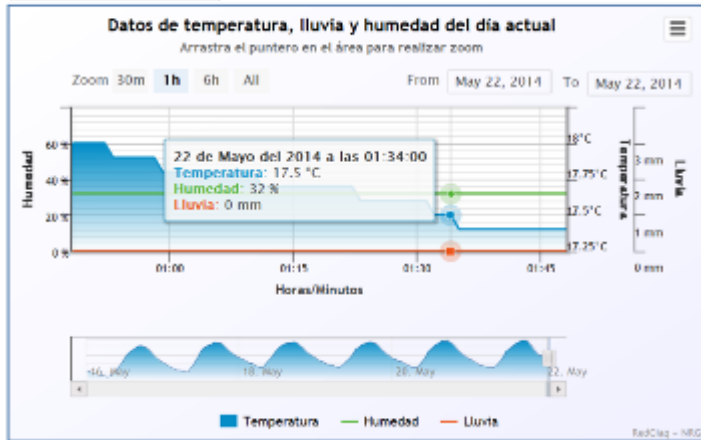 Datos de temperatura, lluvia y humedad del día actual
Arrastra el puntero en el área para realizar zoom
Zoom 30m 1h 6h All
From May 22, 2014 To May 22, 2014
Humedad
60 %
40 %
20 %
0 %
22 de Mayo del 2014 a las 01:34:00
Temperatura: 17.5 °C
Humedad: 32 %
Lluvia: 0 mm
18°C
17.75°C
17.5°C
17.25°C
Temperatura
3 mm
2 mm
1 mm
0 mm
Lluvia
01:00 01:15 01:30 01:45
Horas/Minutos
16. May 18. May 20. May 22. May
Temperatura Humedad Lluvia
RedClaq - NRG